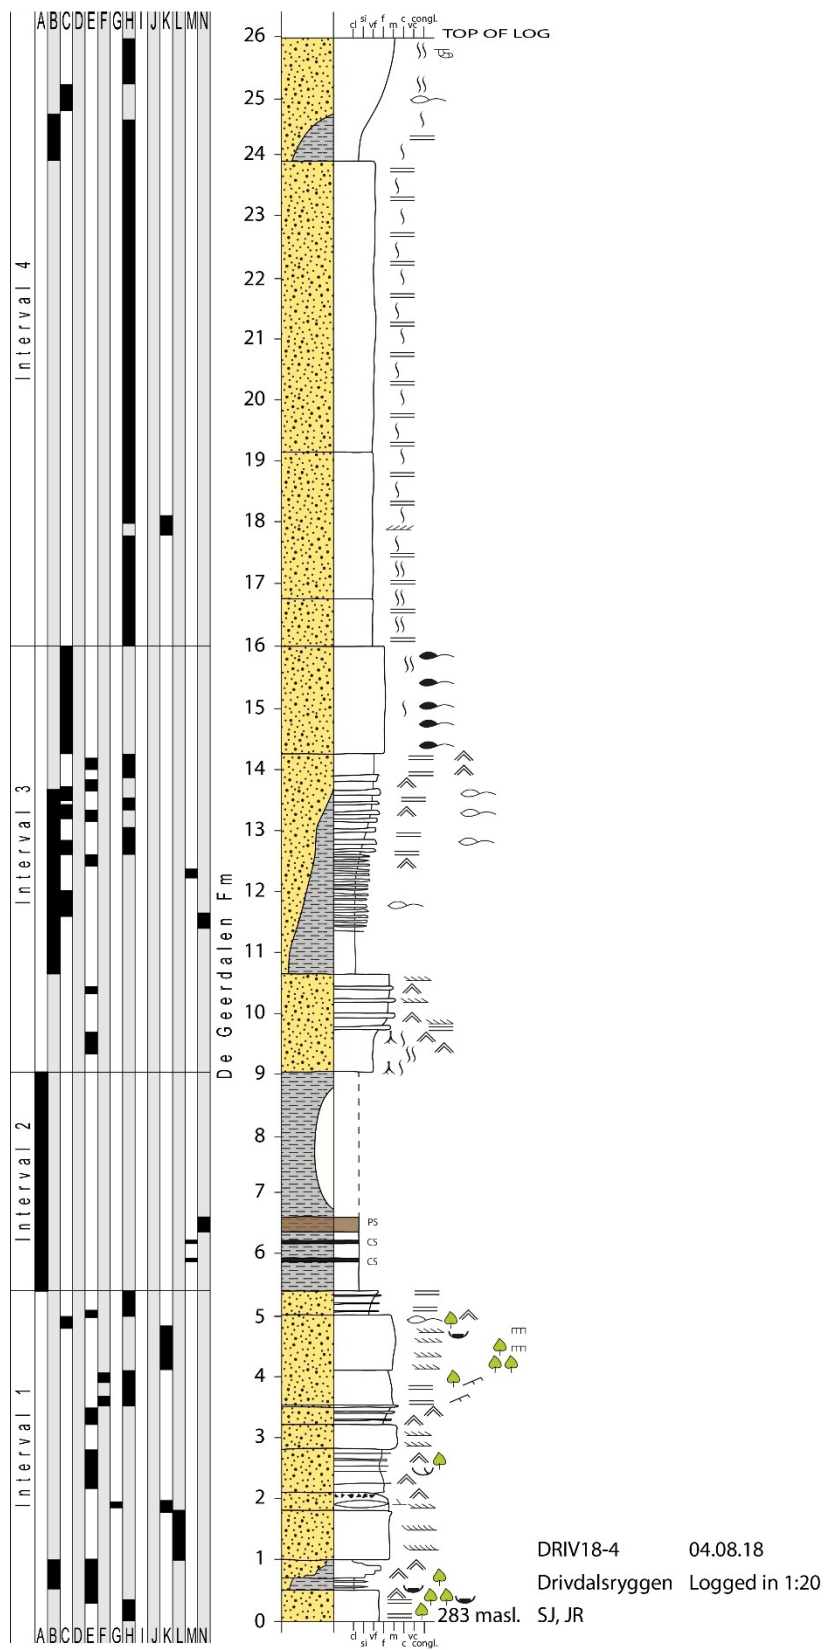 A B C D E F G H I J K L M N
cl si vf f m c vc congl.
TOP OF LOG
26
25
24
23
22
21
20
19
18
17
16
15
14
13
12
11
10
9
8
7
6
5
4
3
2
1
0
Interval 4
Interval 3
Interval 2
Interval 1
De Geerdalen Fm
PS
CS
CS
DRIV18-4 04.08.18
Drivdalsryggen Logged in 1:20
283 masl. SJ, JR
A B C D E F G H I J K L M N
cl si vf f m c vc congl.